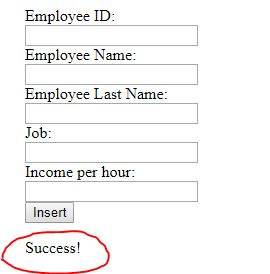 Employee ID:
Employee Name:
Employee Last Name:
Job:
Income per hour:
Insert
Success!